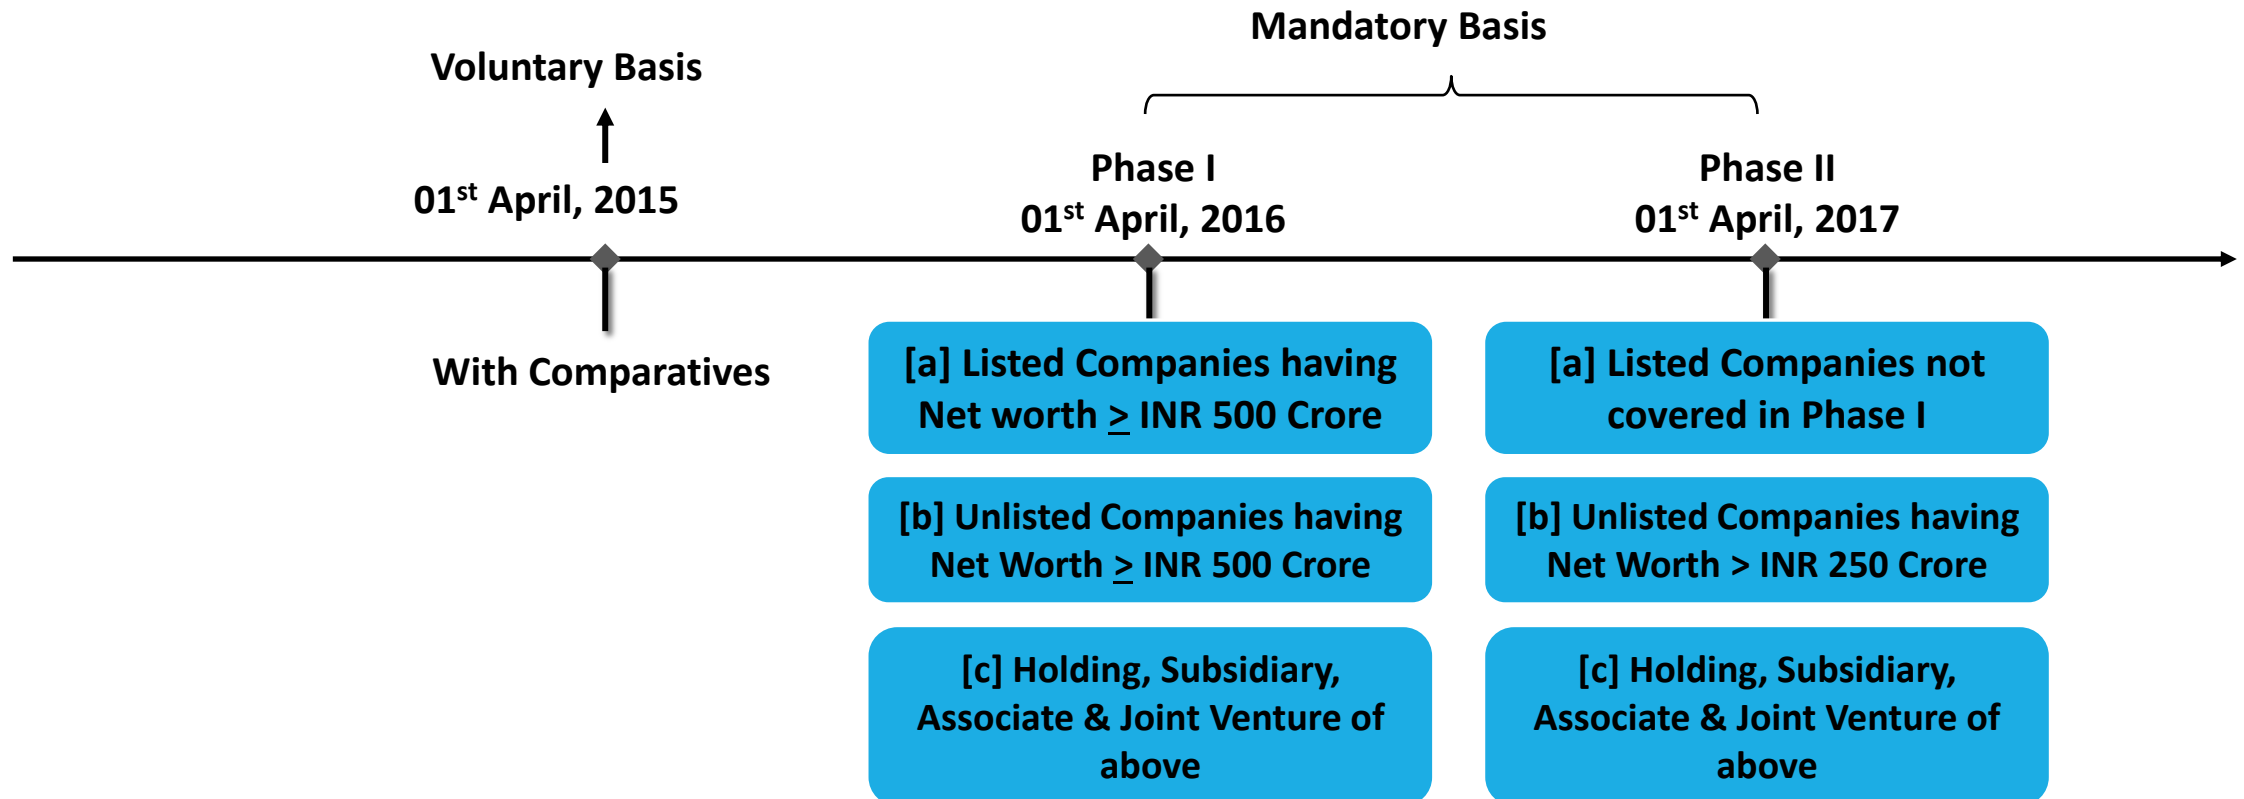 Mandatory Basis
Voluntary Basis
01st April, 2015
Phase I
01st April, 2016
Phase II
01st April, 2017
With Comparatives
[a] Listed Companies having
Net worth ≥ INR 500 Crore
[b] Unlisted Companies having
Net Worth ≥ INR 500 Crore
[c] Holding, Subsidiary,
Associate & Joint Venture of
above
[a] Listed Companies not
covered in Phase I
[b] Unlisted Companies having
Net Worth > INR 250 Crore
[c] Holding, Subsidiary,
Associate & Joint Venture of
above